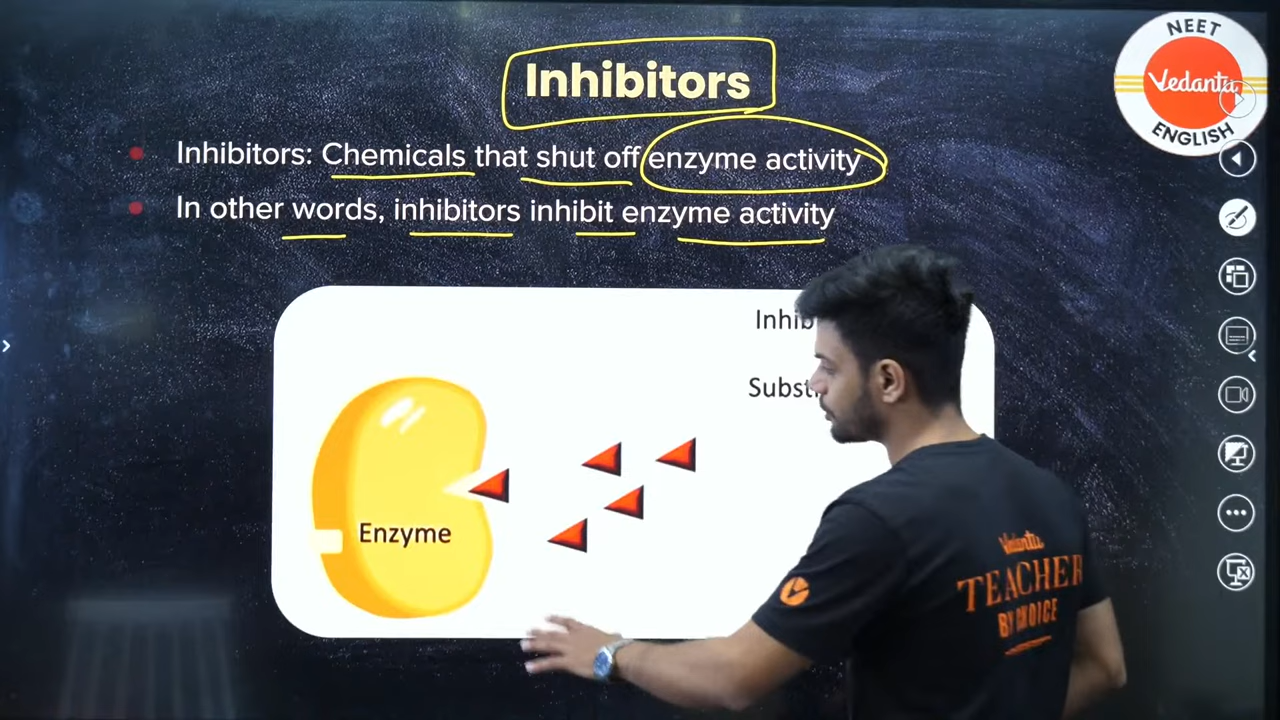 Inhibitors
NEET
Vedantu
ENGLISH
Inhibitors: Chemicals that shut off enzyme activity
In other words, inhibitors inhibit enzyme activity
Enzyme
Vedantu
TEACHER
BY CHOICE